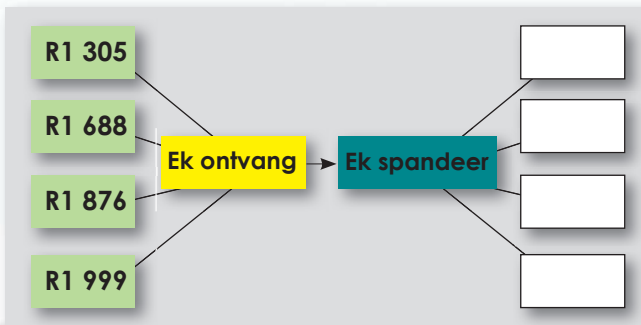 R1 305
R1 688
Ek ontvang
Ek spandeer
R1 876
R1 999